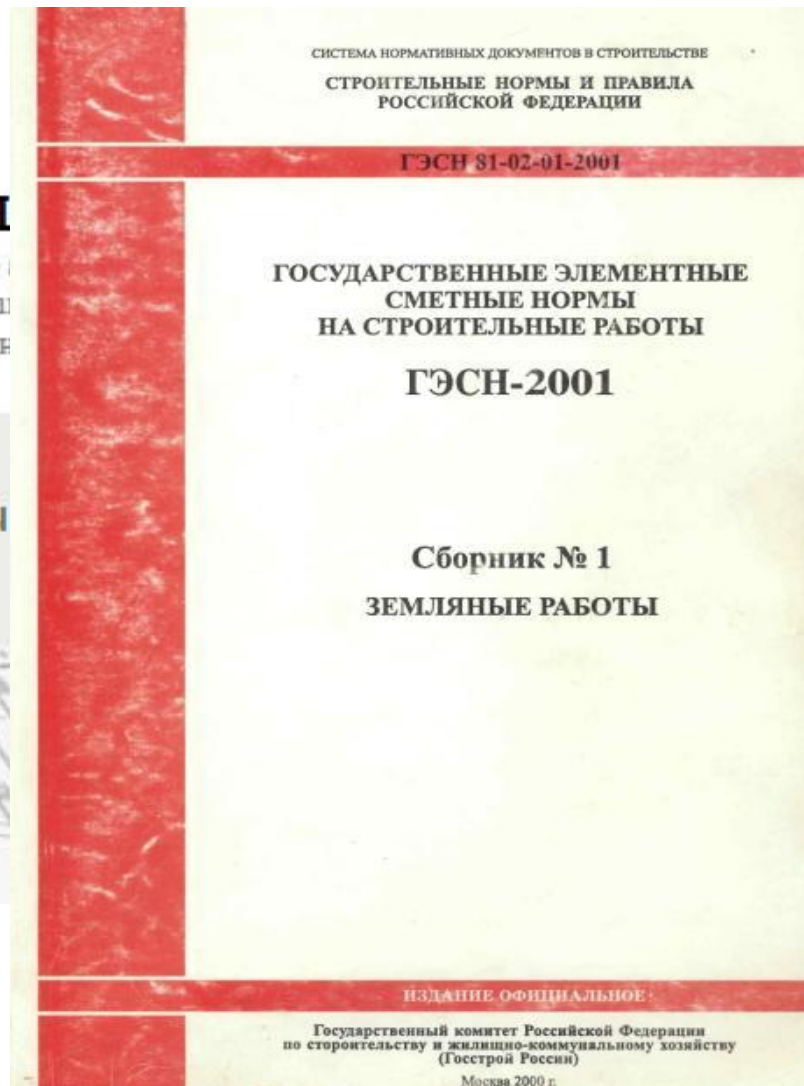 СИСТЕМА НОРМАТИВНЫХ ДОКУМЕНТОВ В СТРОИТЕЛЬСТВЕ
СТРОИТЕЛЬНЫЕ НОРМЫ И ПРАВИЛА
РОССИЙСКОЙ ФЕДЕРАЦИИ
ГЭСН 81-02-01-2001
ГОСУДАРСТВЕННЫЕ ЭЛЕМЕНТНЫЕ
СМЕТНЫЕ НОРМЫ
НА СТРОИТЕЛЬНЫЕ РАБОТЫ
ГЭСН-2001
Сборник № 1
ЗЕМЛЯНЫЕ РАБОТЫ
ИЗДАНИЕ ОФИЦИАЛЬНОЕ
Государственный комитет Российской Федерации
по сторoительству и жилищно-коммунальному хозяйству
(Госстрой России)
Москва 2000 г.